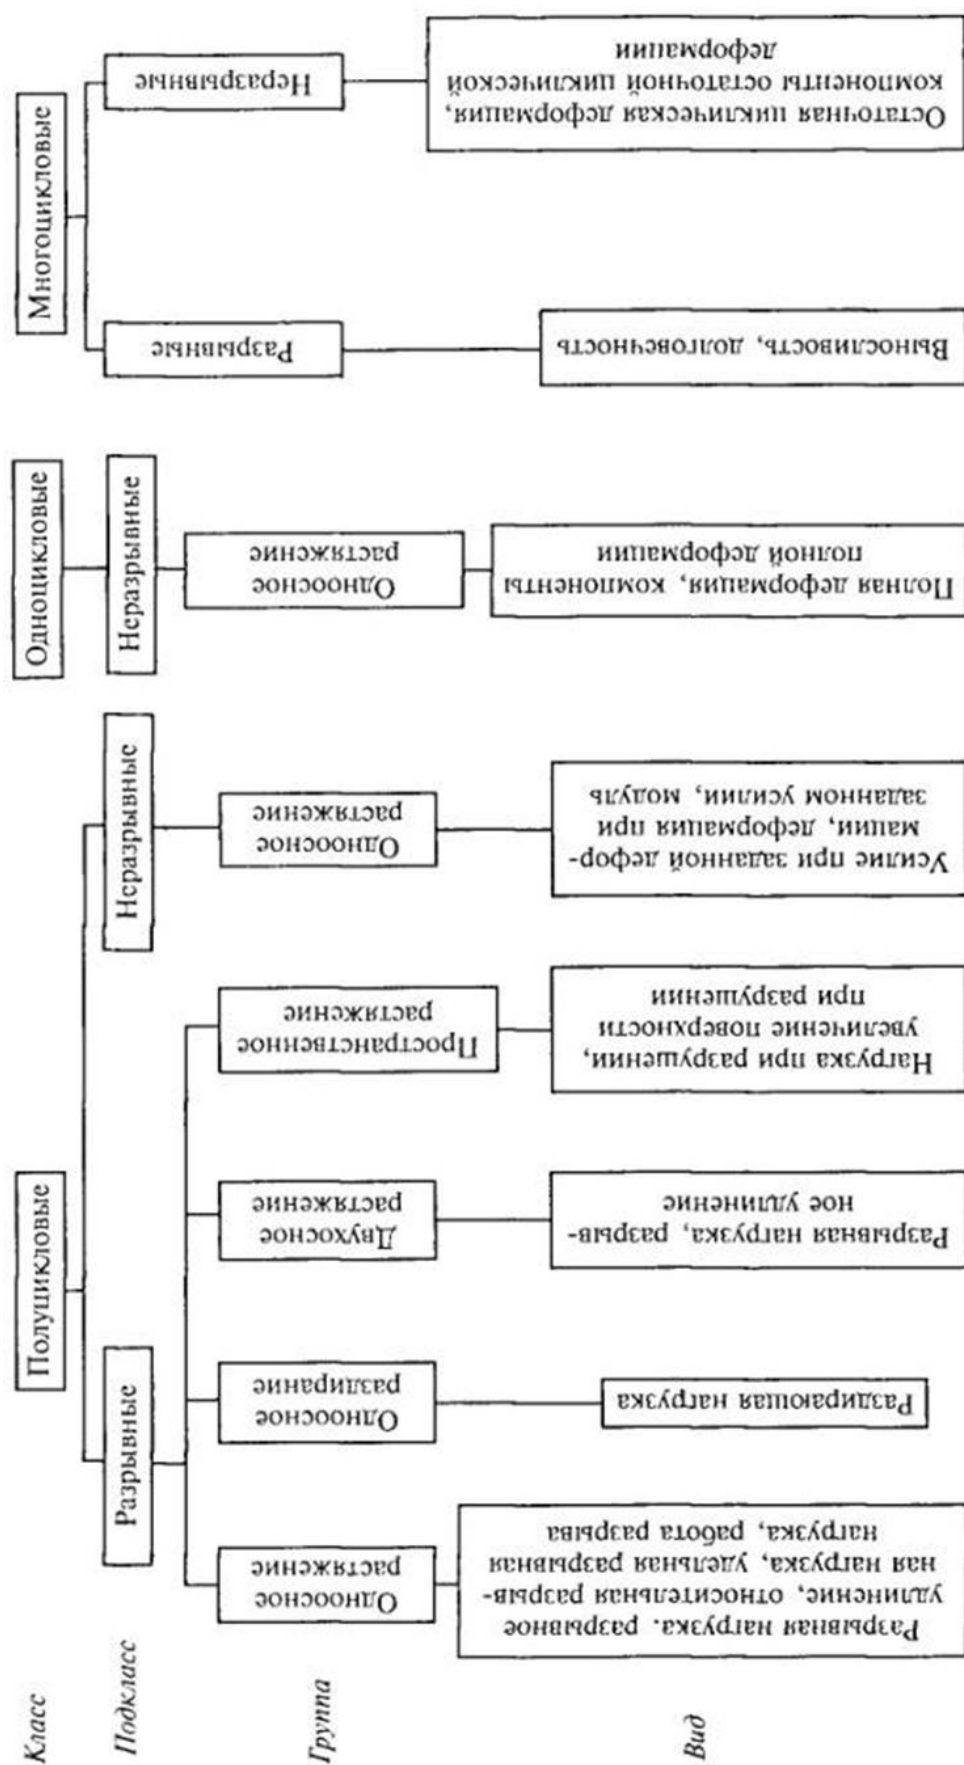 Класс
Полуцикловые
Одноцикловые
Многоцикловые
Подкласс
Разрывные
Неразрывные
Неразрывные
Разрывные
Неразрывные
Группа
Одноосное
растяжение
Одноосное
раздирание
Двухосное
растяжение
Пространственное
растяжение
Одноосное
растяжение
Одноосное
растяжение
Вид
Разрывная нагрузка. разрывное
удлинение, относительная разрыв-
ная нагрузка, удельная разрывная
нагрузка, работа разрыва
Раздирающая нагрузка
Разрывная нагрузка, разрыв-
ное удлинение
Нагрузка при разрушении,
увеличение поверхности
при разрушении
Усилие при заданной дефор-
мации, деформация при
заданном усилии, модуль
Полная деформация, компоненты
полной деформации
Выносливость, долговечность
Остаточная циклическая деформация,
компоненты остаточной циклической
деформации